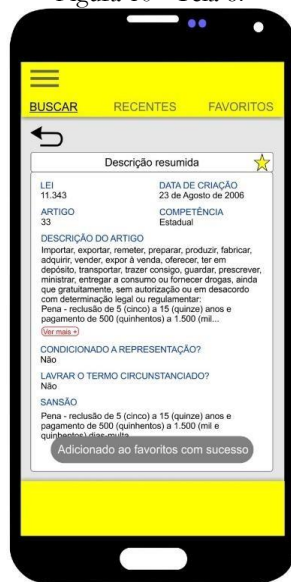 Figura 10 - Tela 6.
BUSCAR RECENTES FAVORITOS
Descrição resumida
LEI DATA DE CRIAÇÃO
11.343 23 de Agosto de 2006
ARTIGO COMPETÊNCIA
33 Estadual
DESCRIÇÃO DO ARTIGO
Importar, exportar, remeter, preparar, produzir, fabricar,
adquirir, vender, expor à venda, oferecer, ter em
depósito, transportar, trazer consigo, guardar, prescrever,
ministrar, entregar a consumo ou fornecer drogas, ainda
que gratuitamente, sem autorização ou em desacordo
com determinação legal ou regulamentar:
Pena - reclusão de 5 (cinco) a 15 (quinze) anos e
pagamento de 500 (quinhentos) a 1.500 (mil...
Ver mais +
CONDICIONADO A REPRESENTAÇÃO?
Não
LAVRAR O TERMO CIRCUNSTANCIADO?
Não
SANSÃO
Pena - reclusão de 5 (cinco) a 15 (quinze) anos e
pagamento de 500 (quinhentos) a 1.500 (mil e
quinhentos) dias-multa
Adicionado ao favoritos com sucesso